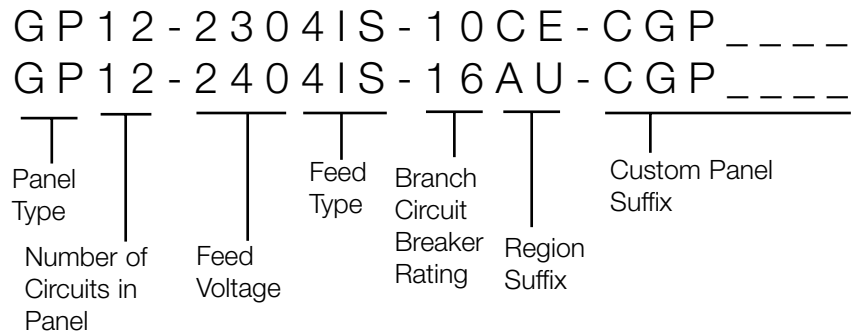 GP12-2304IS-10CE-CGP____
GP12-2404IS-16AU-CGP____
Panel
Type
Number of
Circuits in
Panel
Feed
Voltage
Feed
Type
Branch
Circuit
Breaker
Rating
Region
Suffix
Custom Panel
Suffix